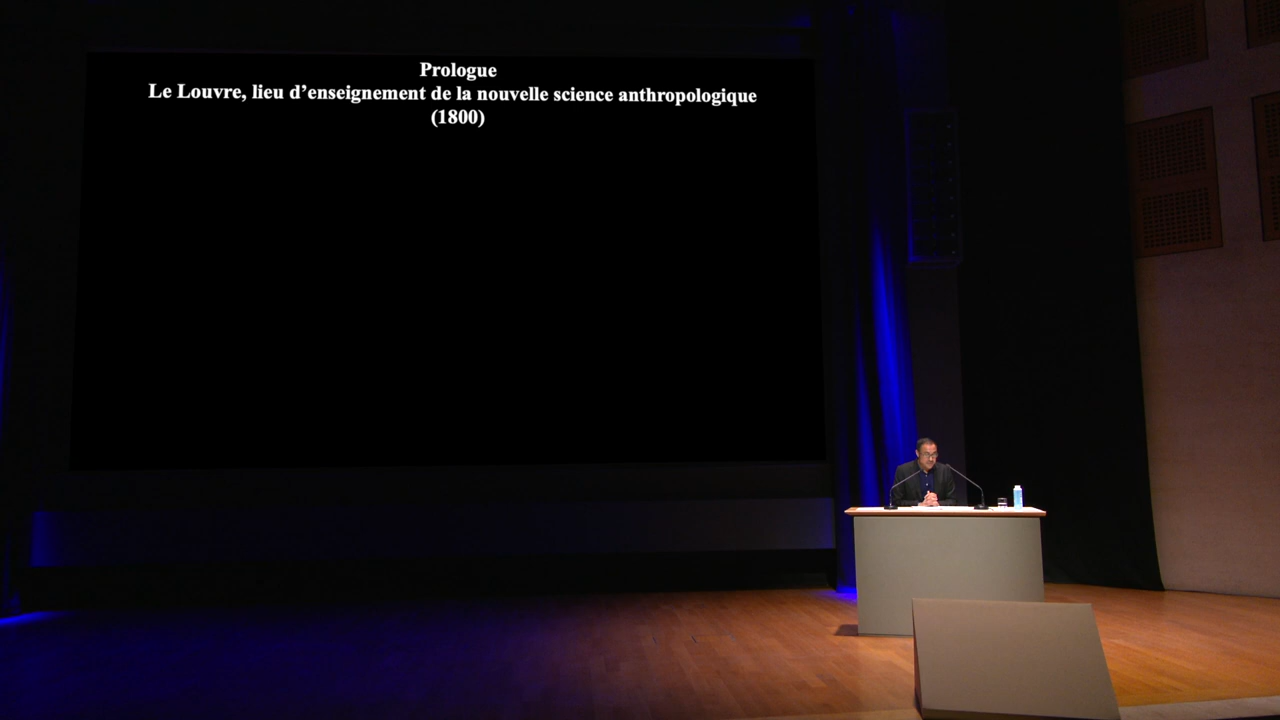 Prologue
Le Louvre, lieu d’enseignement de la nouvelle science anthropologique
(1800)